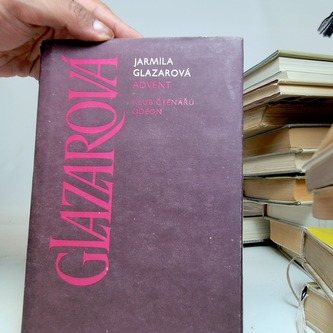 GLAZAROVÁ
JARMILA
GLAZAROVÁ
ADVENT
KLUB ČTENÁŘŮ
ODEON